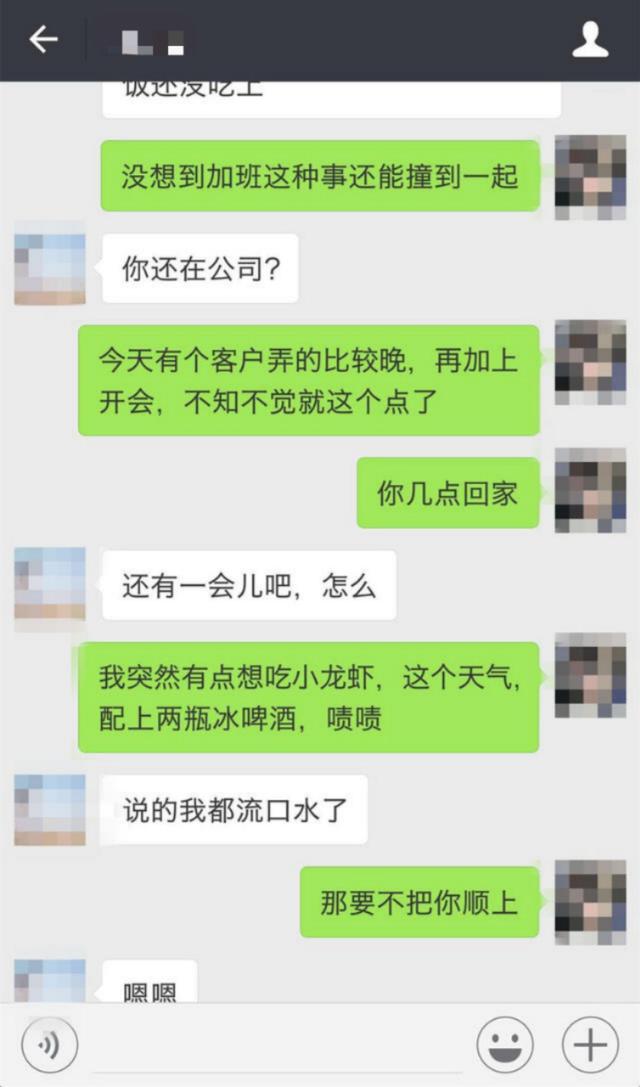 饭还没吃上
没想到加班这种事还能撞到一起
你还在公司?
今天有个客户弄的比较晚，再加上
开会，不知不觉就这个点了
你几点回家
还有一会儿吧，怎么
我突然有点想吃小龙虾，这个天气，
配上两瓶冰啤酒，啧啧
说的我都流口水了
那要不把你顺上
嗯嗯